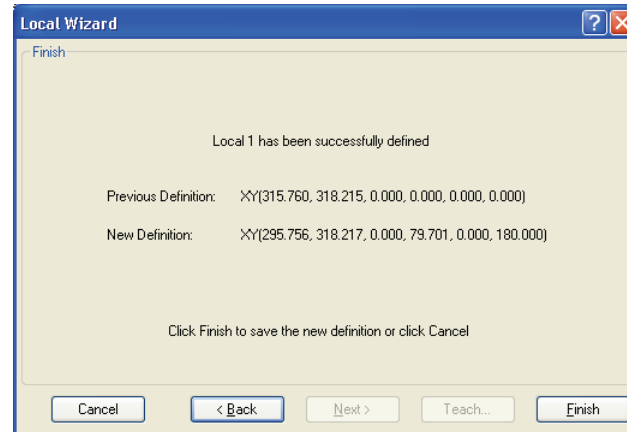 Local Wizard
Finish
Local 1 has been successfully defined
Previous Definition: XY(315.760, 318.215, 0.000, 0.000, 0.000, 0.000)
New Definition: XY(295.756, 318.217, 0.000, 79.701, 0.000, 180.000)
Click Finish to save the new definition or click Cancel
Cancel < Back Next > Teach... Finish